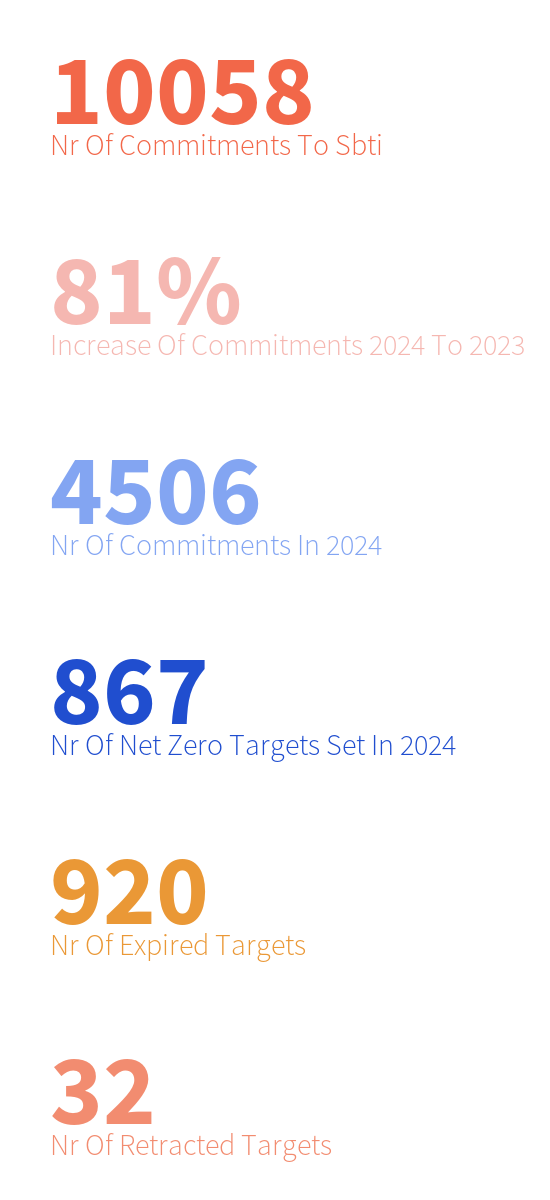 10058
Nr Of Commitments To Sbti
81%
Increase Of Commitments 2024 To 2023
4506
Nr Of Commitments In 2024
867
Nr Of Net Zero Targets Set In 2024
920
Nr Of Expired Targets
32
Nr Of Retracted Targets